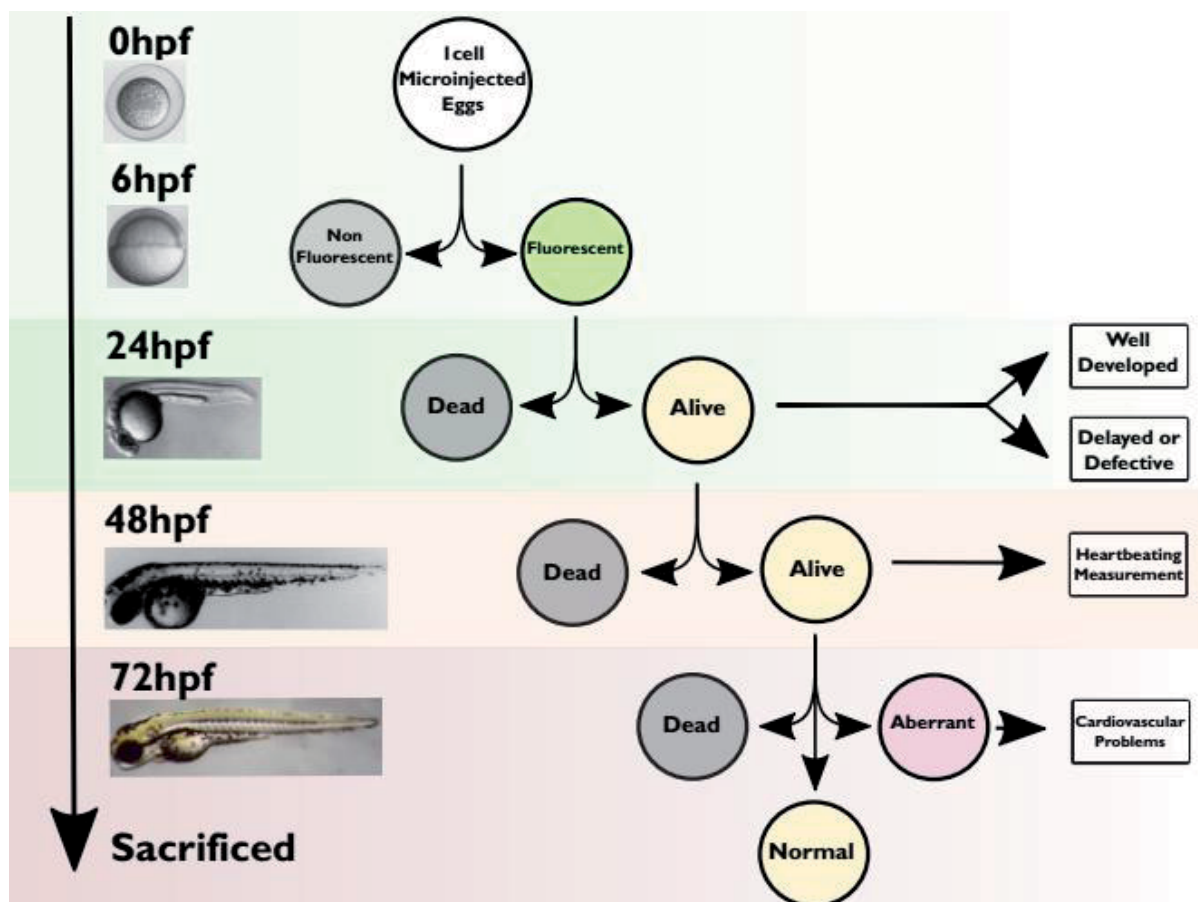 0hpf
1cell
Microinjected
Eggs
6hpf
Non
Fluorescent
Fluorescent
24hpf
Dead
Alive
Well
Developed
Delayed or
Defective
48hpf
Dead
Alive
Heartbeating
Measurement
72hpf
Dead
Aberrant
Cardiovascular
Problems
Normal
Sacrificed